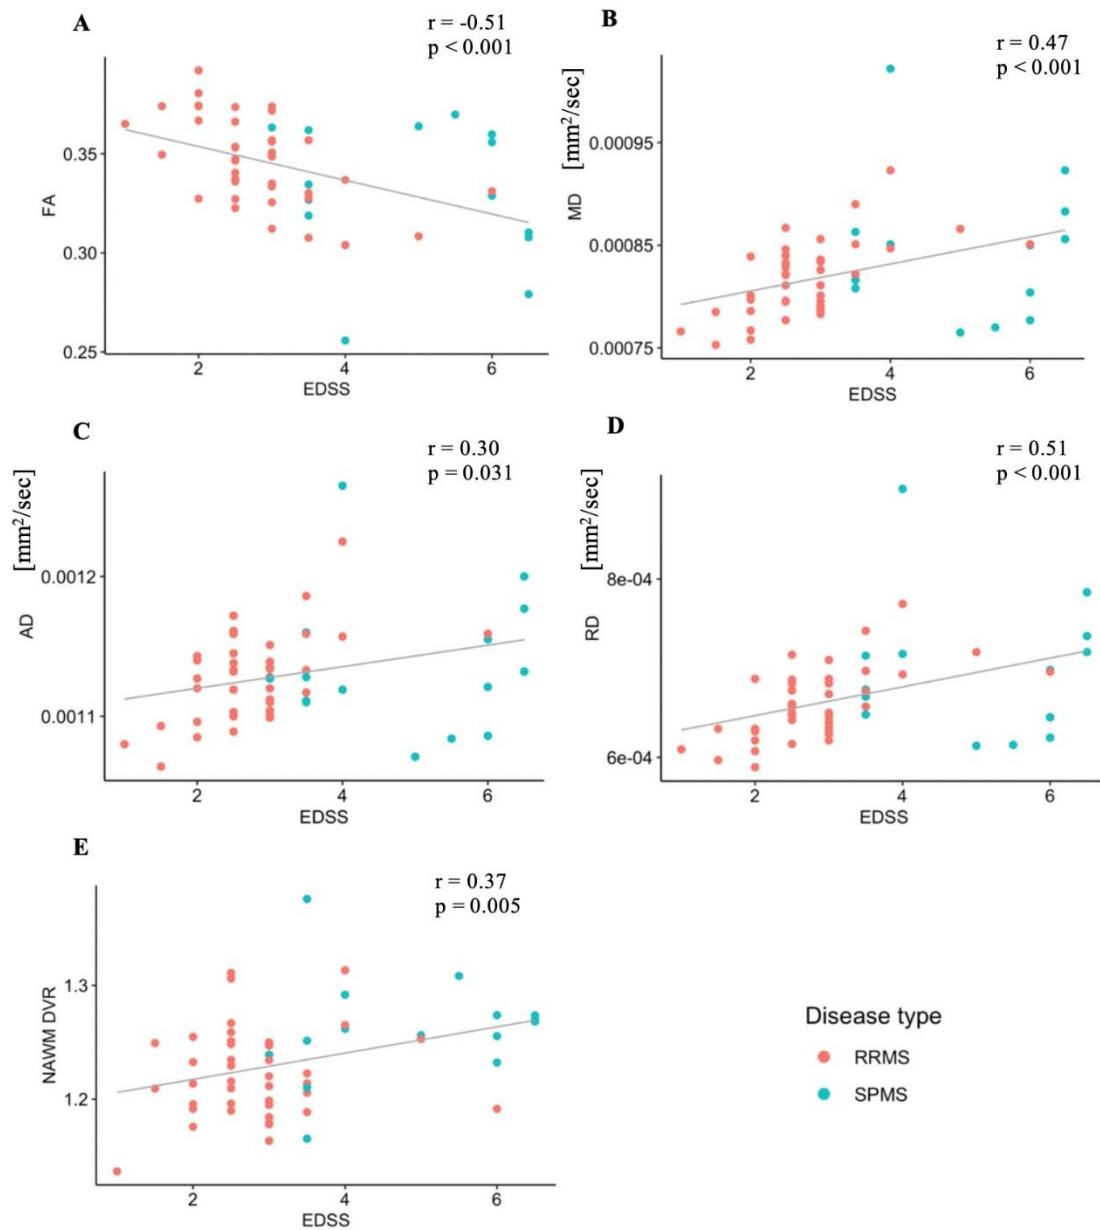 A
r = -0.51
p < 0.001
0.35
0.30
0.25
FA
2
4
6
EDSS
B
r = 0.47
p < 0.001
[mm²/sec]
0.00095
0.00085
0.00075
MD
2
4
6
EDSS
C
r = 0.30
p = 0.031
[mm²/sec]
0.0012
0.0011
AD
2
4
6
EDSS
D
r = 0.51
p < 0.001
[mm²/sec]
8e-04
6e-04
RD
2
4
6
EDSS
E
r = 0.37
p = 0.005
1.3
1.2
NAWM DVR
2
4
6
EDSS
Disease type
RRMS
SPMS